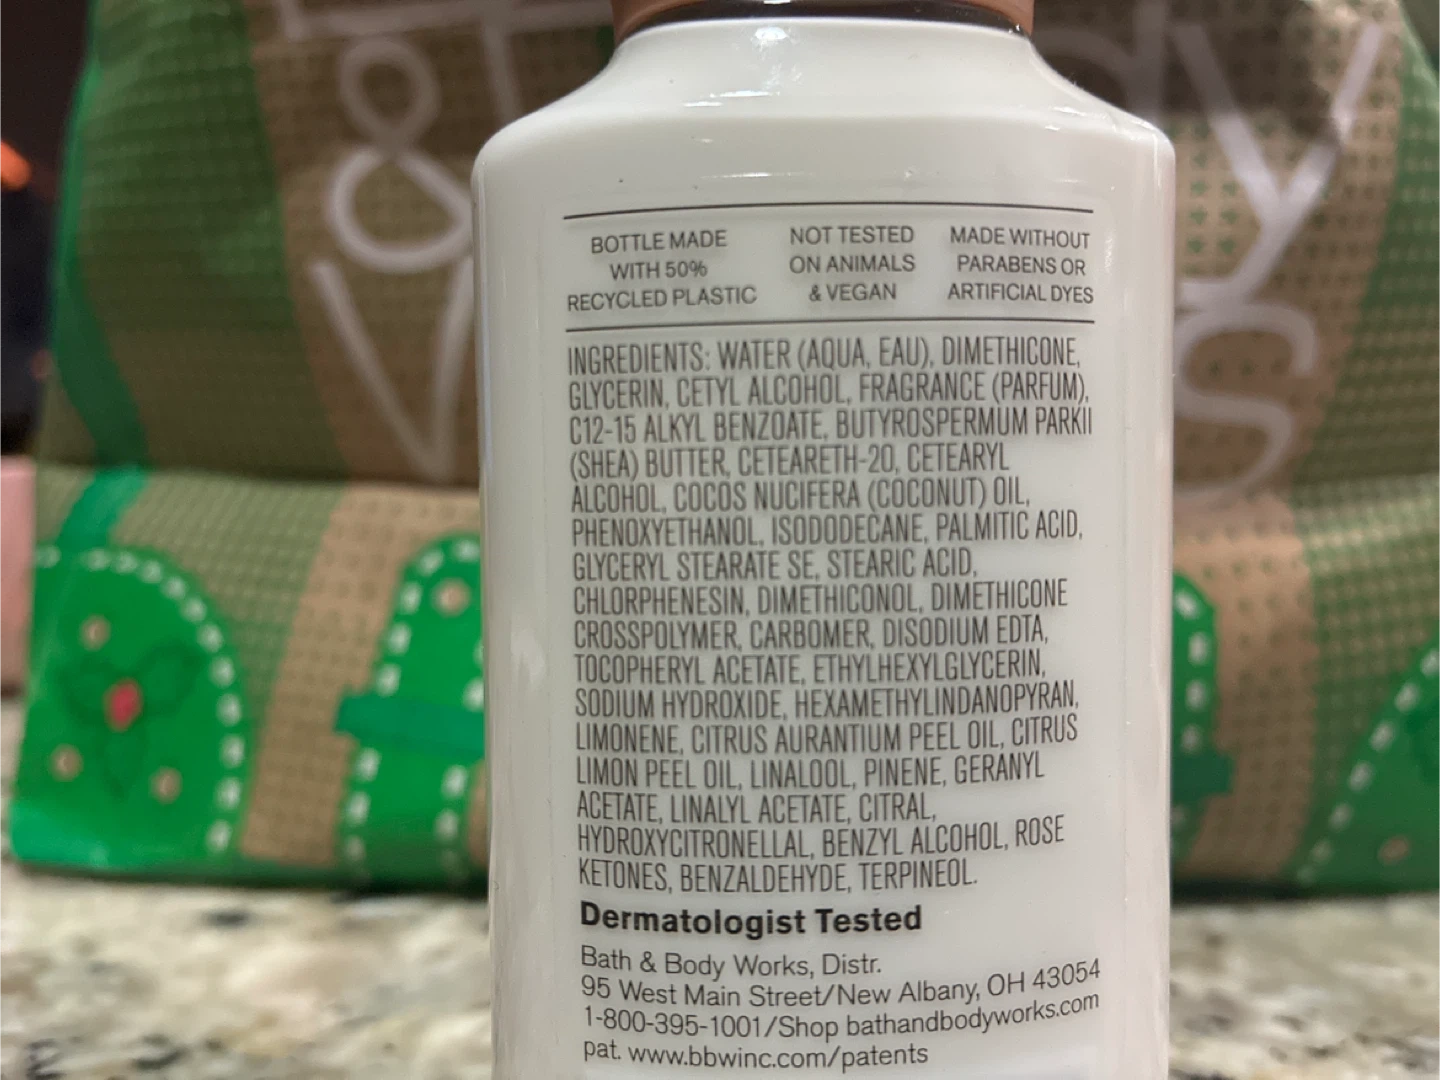 &
BOTTLE MADE
WITH 50%
RECYCLED PLASTIC
NOT TESTED
ON ANIMALS
& VEGAN
MADE WITHOUT
PARABENS OR
ARTIFICIAL DYES
INGREDIENTS: WATER (AQUA, EAU), DIMETHICONE,
GLYCERIN, CETYL ALCOHOL, FRAGRANCE (PARFUM),
C12-15 ALKYL BENZOATE, BUTYROSPERMUM PARKII
(SHEA) BUTTER, CETEARETH-20, CETEARYL
ALCOHOL, COCOS NUCIFERA (COCONUT) OIL,
PHENOXYETHANOL, ISODODECANE, PALMITIC ACID,
GLYCERYL STEARATE SE, STEARIC ACID,
CHLORPHENESIN, DIMETHICONOL, DIMETHICONE
CROSSPOLYMER, CARBOMER, DISODIUM EDTA,
TOCOPHERYL ACETATE, ETHYLHEXYLGLYCERIN,
SODIUM HYDROXIDE, HEXAMETHYLINDANOPYRAN,
LIMONENE, CITRUS AURANTIUM PEEL OIL, CITRUS
LIMON PEEL OIL, LINALOOL, PINENE, GERANYL
ACETATE, LINALYL ACETATE, CITRAL,
HYDROXYCITRONELLAL, BENZYL ALCOHOL, ROSE
KETONES, BENZALDEHYDE, TERPINEOL.
Dermatologist Tested
Bath & Body Works, Distr.
95 West Main Street/New Albany, OH 43054
1-800-395-1001/Shop bathandbodyworks.com
pat. www.bbwinc.com/patents